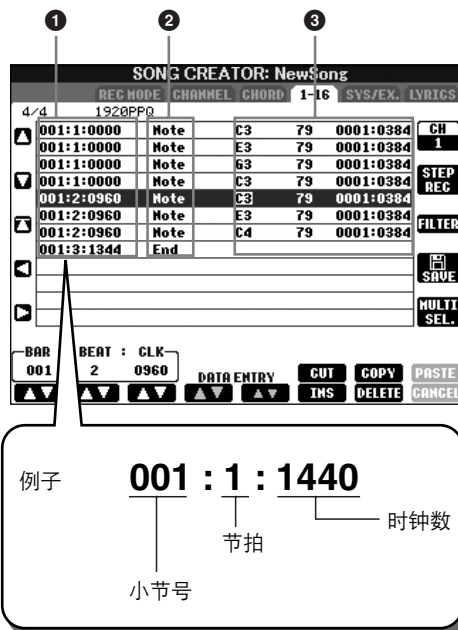 1 2 3
SONG CREATOR: NewSong
REC MODE CHANNEL CHORD 1-16 SYS/EX. LYRICS
4/4 1920PPQ
001:1:0000 Note C3 79 0001:0384
001:1:0000 Note E3 79 0001:0384
001:1:0000 Note G3 79 0001:0384
001:1:0000 Note C3 79 0001:0384
001:2:0960 Note C3 79 0001:0384
001:2:0960 Note E3 79 0001:0384
001:2:0960 Note C4 79 0001:0384
001:3:1344 End
CH
1
STEP
REC
FILTER
SAVE
MULTI
SEL.
BAR BEAT : CLK
001 2 0960
DATA ENTRY
CUT COPY PASTE
INS DELETE CANCEL
例子 001 : 1 : 1440
时钟数
节拍
小节号